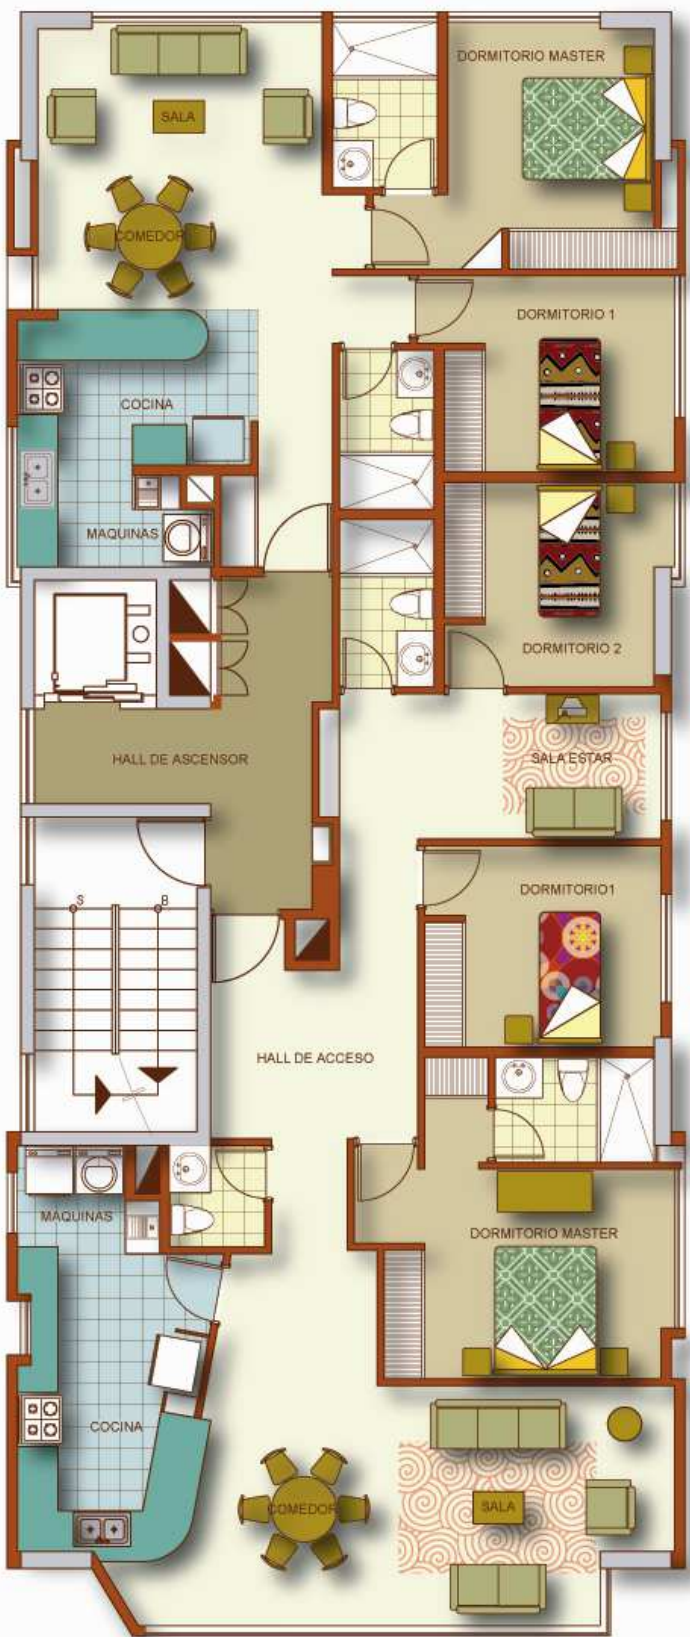 DORMITORIO MASTER
SALA
COMEDOR
DORMITORIO 1
COCINA
MAQUINAS
DORMITORIO 2
HALL DE ASCENSOR
SALA ESTAR
DORMITORIO1
S
B
HALL DE ACCESO
MAQUINAS
DORMITORIO MASTER
COCINA
COMEDOR
SALA